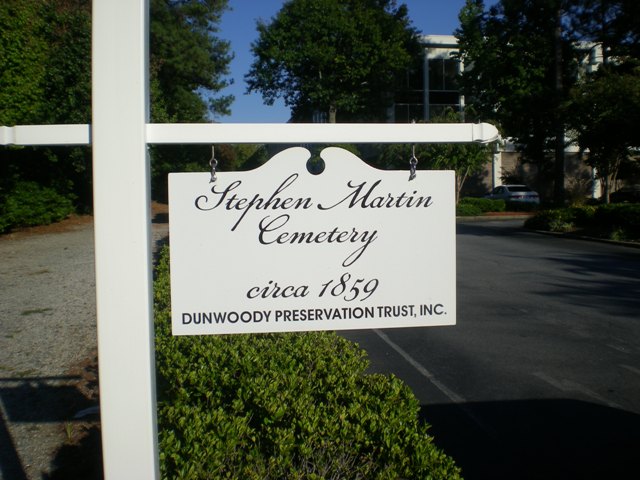 Stephen Martin
Cemetery
circa 1859
DUNWOODY PRESERVATION TRUST, INC.